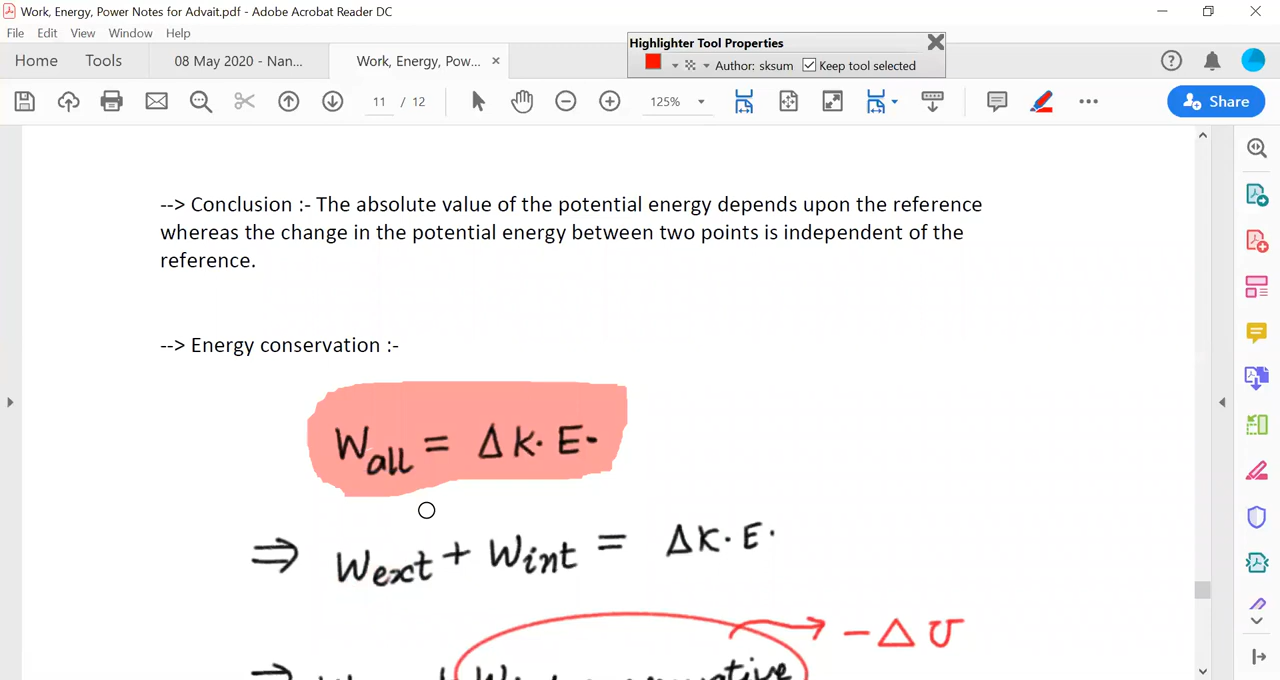 Work, Energy, Power Notes for Advait.pdf - Adobe Acrobat Reader DC
File Edit View Window Help
Highlighter Tool Properties
Home Tools 08 May 2020 - Nan... Work, Energy, Pow... ×
Author: sksum Keep tool selected
11 / 12 125% Share
--> Conclusion :- The absolute value of the potential energy depends upon the reference
whereas the change in the potential energy between two points is independent of the
reference.
--> Energy conservation :-
Wall = Δ K. E.
⇒ Wext + Wint = ΔK. E.
→ - Δ U